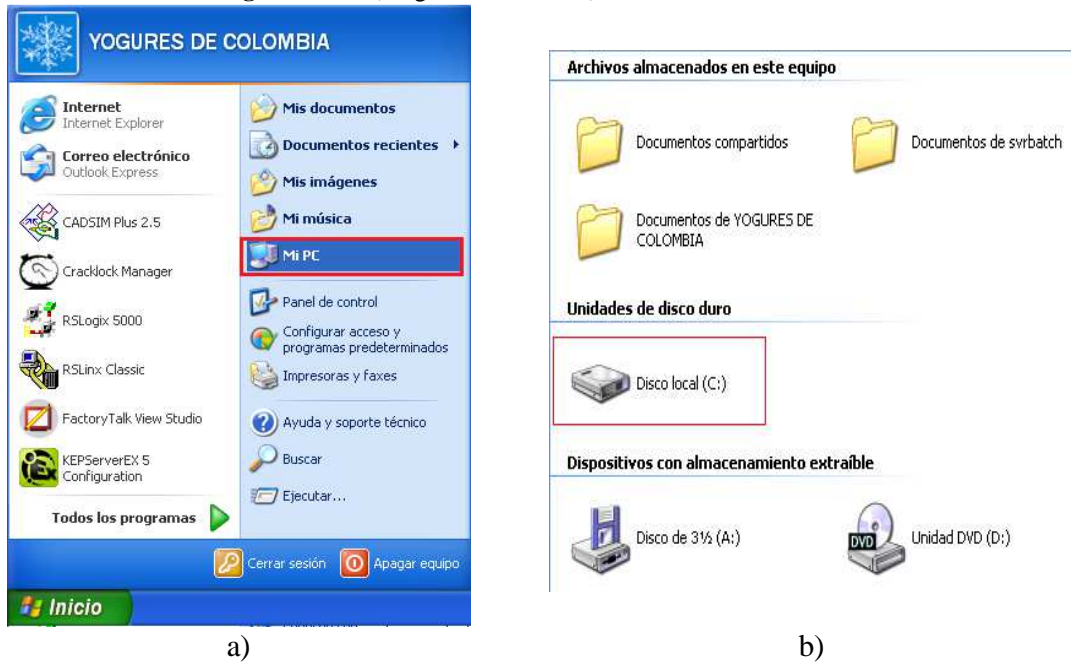 YOGURES DE COLOMBIA
Internet
Internet Explorer
Correo electrónico
Outlook Express
CADSIM Plus 2.5
Cracklock Manager
RSLogix 5000
RSLinx Classic
FactoryTalk View Studio
KEPServerEX 5
Configuration
Todos los programas
Mis documentos
Documentos recientes
Mis imágenes
Mi música
Mi PC
Panel de control
Configurar acceso y
programas predeterminados
Impresoras y faxes
Ayuda y soporte técnico
Buscar
Ejecutar...
Cerrar sesión
Apagar equipo
Inicio
a)
Archivos almacenados en este equipo
Documentos compartidos
Documentos de svrbatch
Documentos de YOGURES DE
COLOMBIA
Unidades de disco duro
Disco local (C:)
Dispositivos con almacenamiento extraíble
Disco de 3½ (A:)
DVD
Unidad DVD (D:)
b)